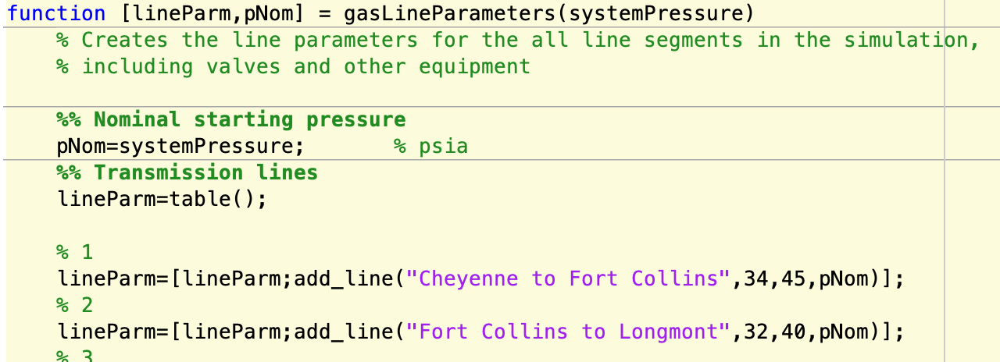 function [lineParm,pNom] = gasLineParameters(systemPressure)
% Creates the line parameters for the all line segments in the simulation,
% including valves and other equipment
%% Nominal starting pressure
pNom=systemPressure; % psia
%% Transmission lines
lineParm=table();
% 1
lineParm=[lineParm;add_line("Cheyenne to Fort Collins",34,45,pNom)];
% 2
lineParm=[lineParm;add_line("Fort Collins to Longmont",32,40,pNom)];
% 3